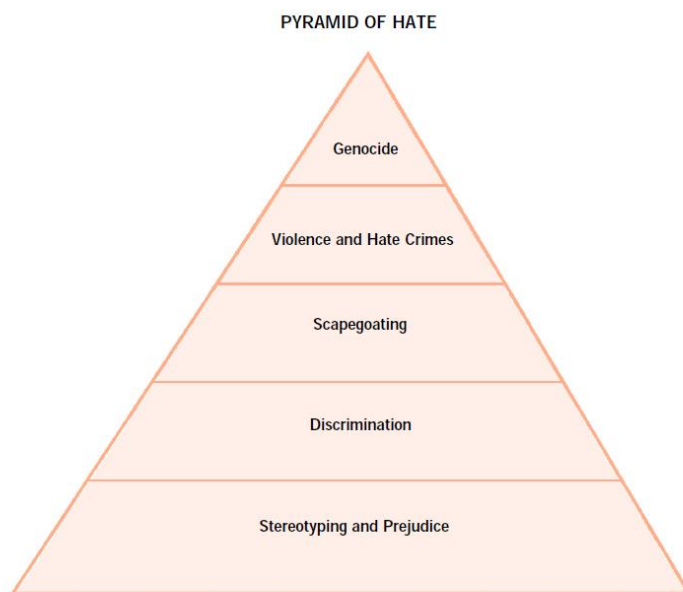 PYRAMID OF HATE
Genocide
Violence and Hate Crimes
Scapegoating
Discrimination
Stereotyping and Prejudice